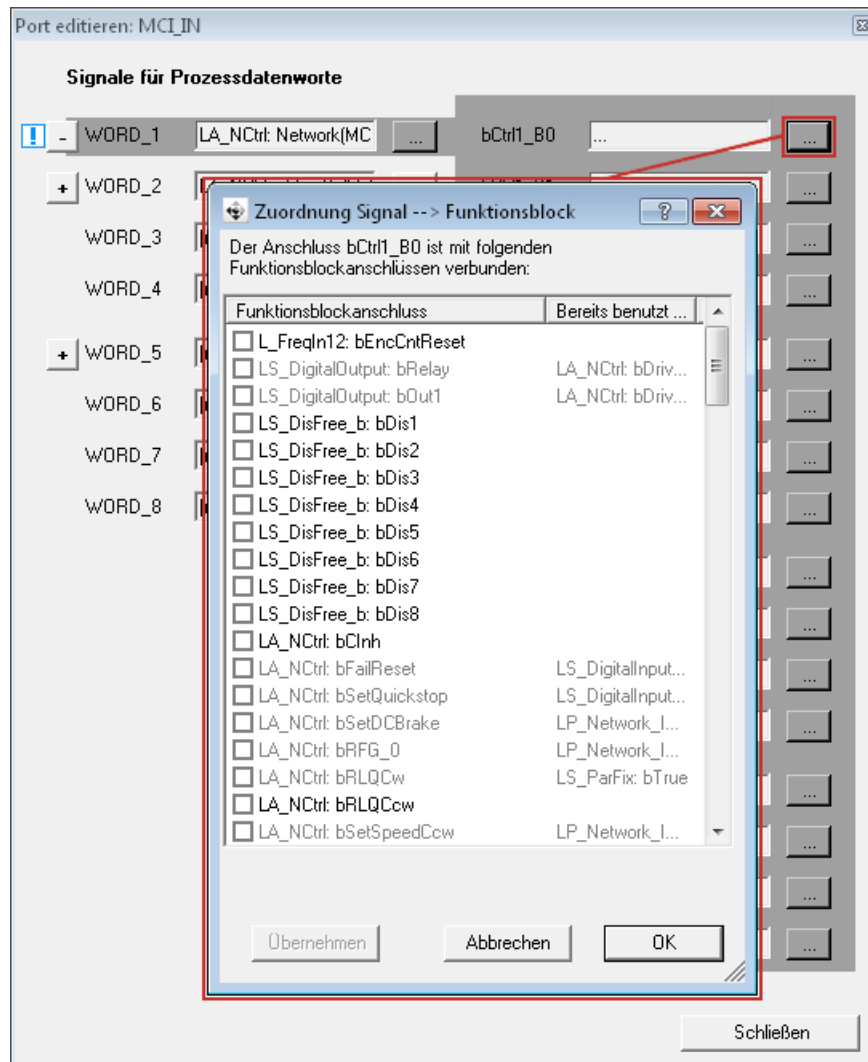 Port editieren: MCI_IN
Signale für Prozessdatenworte
! - WORD_1 LA_NCtrl: Network(MC ... bCtrl1_B0 ... ...
+ WORD_2 ...
WORD_3 ...
WORD_4 ...
+ WORD_5 ...
WORD_6 ...
WORD_7 ...
WORD_8 ...
...
...
...
...
...
...
...
...
Zuordnung Signal --> Funktionsblock ?
Der Anschluss bCtrl1_B0 ist mit folgenden
Funktionsblockanschlüssen verbunden:
Funktionsblockanschluss Bereits benutzt ...
L_FreqIn12: bEncCntReset
LS_DigitalOutput: bRelay LA_NCtrl: bDriv...
LS_DigitalOutput: bOut1 LA_NCtrl: bDriv...
LS_DisFree_b: bDis1
LS_DisFree_b: bDis2
LS_DisFree_b: bDis3
LS_DisFree_b: bDis4
LS_DisFree_b: bDis5
LS_DisFree_b: bDis6
LS_DisFree_b: bDis7
LS_DisFree_b: bDis8
LA_NCtrl: bCInh
LA_NCtrl: bFailReset LS_DigitalInput...
LA_NCtrl: bSetQuickstop LS_DigitalInput...
LA_NCtrl: bSetDCBrake LP_Network_I...
LA_NCtrl: bRFG_0 LP_Network_I...
LA_NCtrl: bRLQCw LS_ParFix: bTrue
LA_NCtrl: bRLQCcw
LA_NCtrl: bSetSpeedCcw LP_Network_I...
Übernehmen Abbrechen OK
Schließen